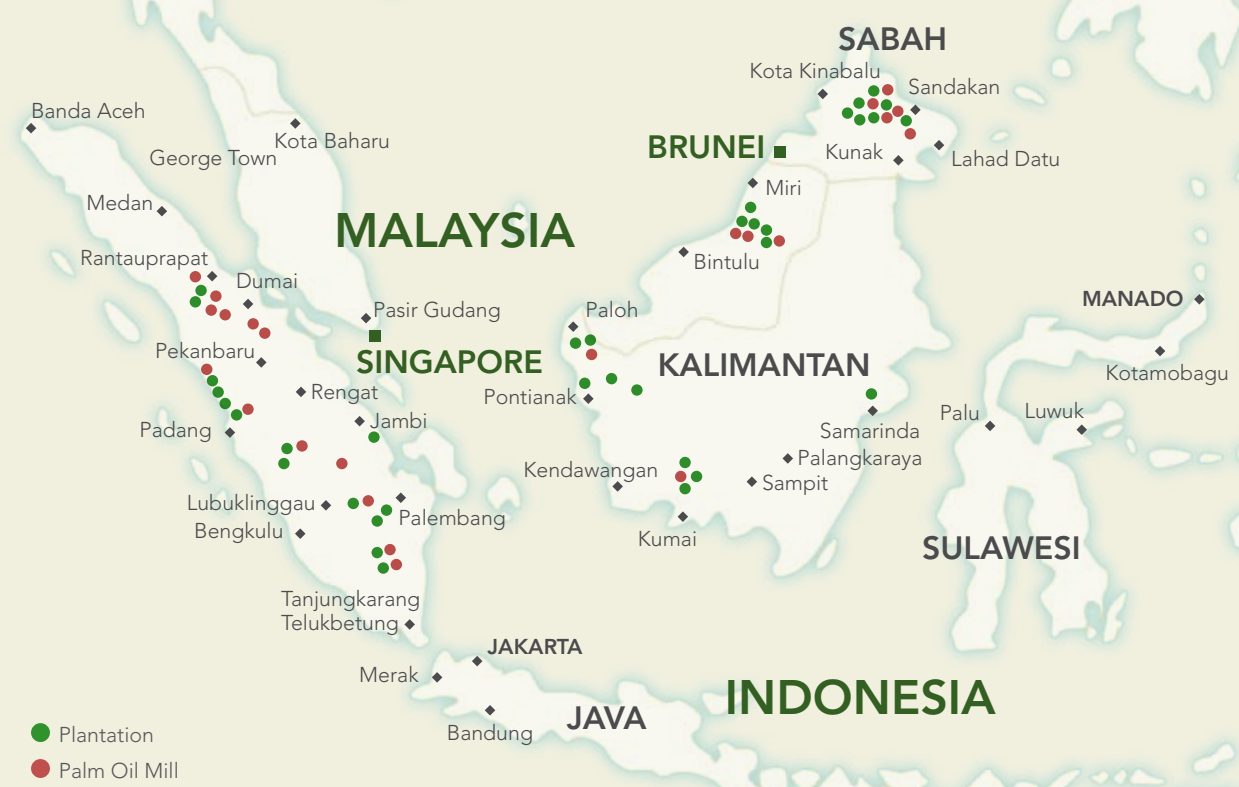 SABAH
Kota Kinabalu
Sandakan
Banda Aceh
Kota Baharu
George Town
BRUNEI
Kunak
Lahad Datu
Medan
Miri
MALAYSIA
Rantauprapat
Dumai
Bintulu
MANADO
Pasir Gudang
Paloh
Pekanbaru
SINGAPORE
KALIMANTAN
Kotamobagu
Rengat
Pontianak
Palu
Luwuk
Padang
Jambi
Samarinda
Palangkaraya
Kendawangan
Sampit
Lubuklinggau
Palembang
Bengkulu
Kumai
SULAWESI
Tanjungkarang
Telukbetung
JAKARTA
Merak
INDONESIA
JAVA
Bandung
Plantation
Palm Oil Mill